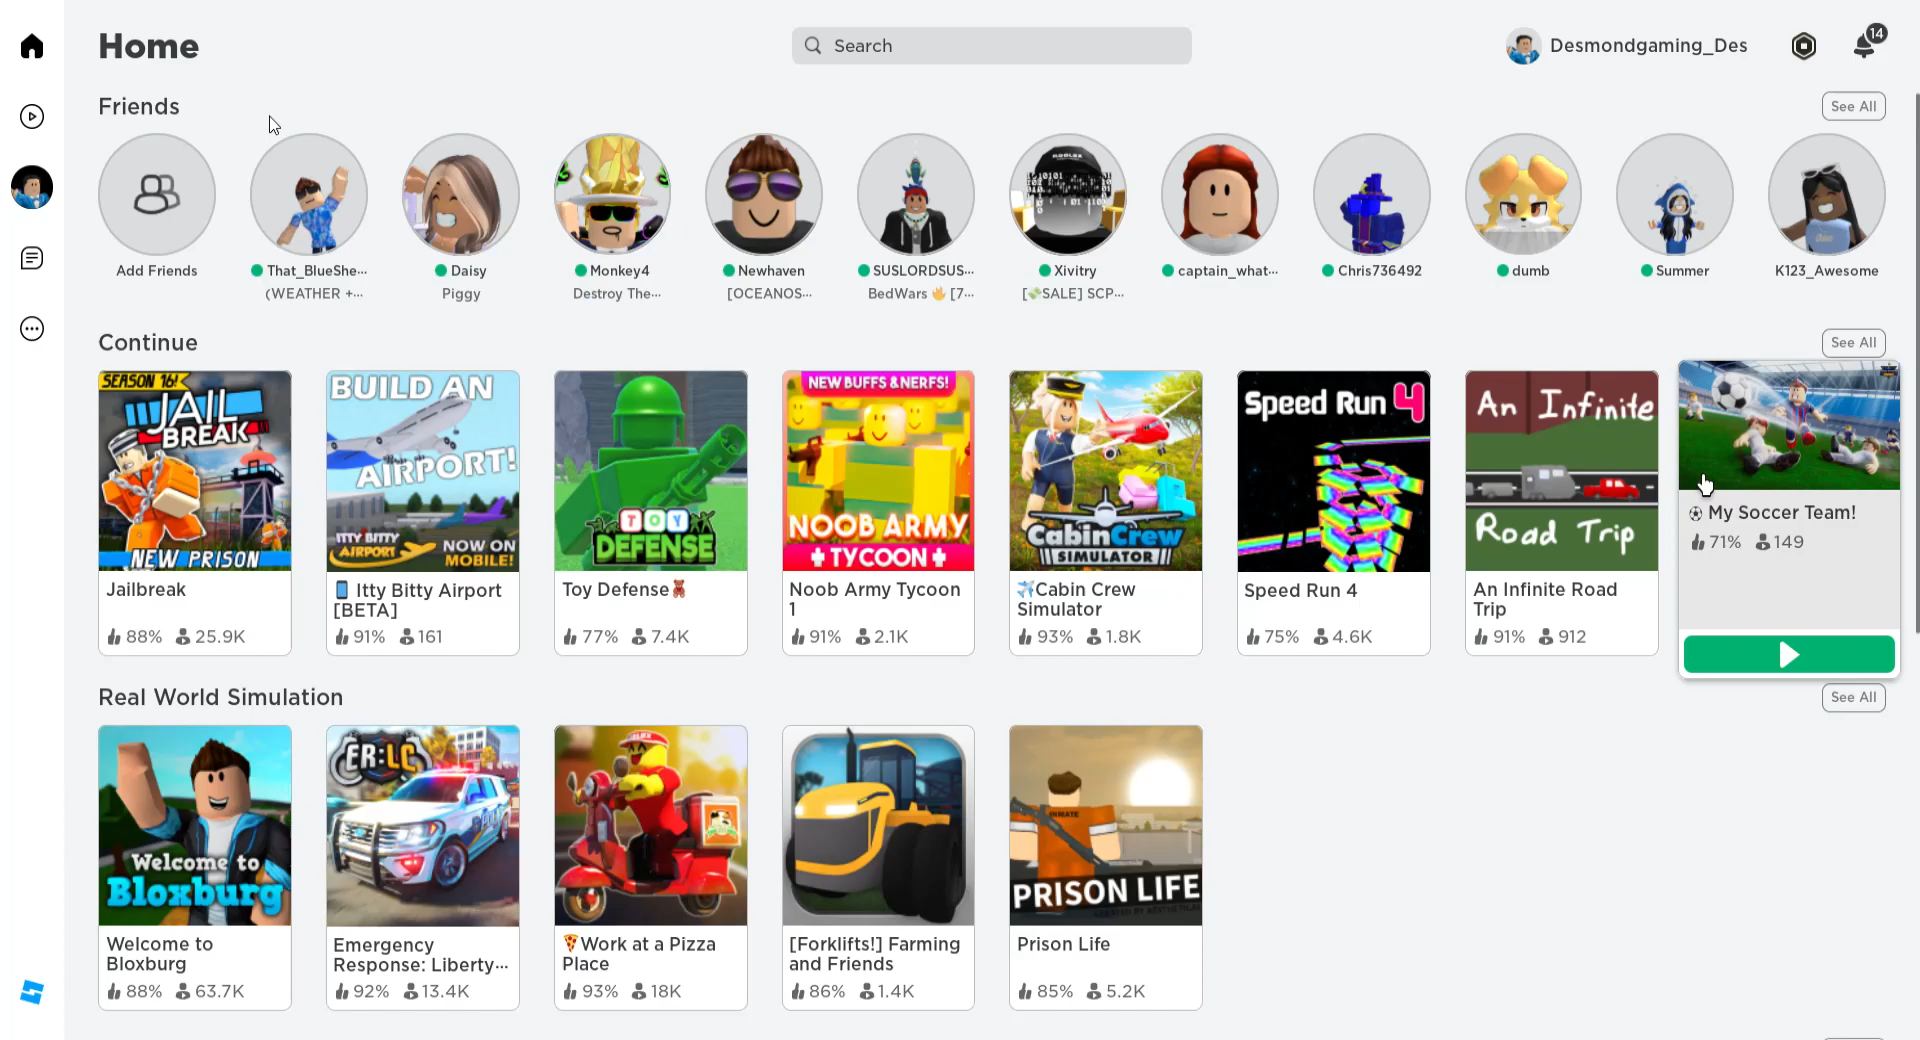 Home
Search
Desmondgaming_Des
14
Friends
See All
Add Friends
That_BlueShe...
(WEATHER +...
Daisy
Piggy
Monkey4
Destroy The...
Newhaven
[OCEANOS...
SUSLORDSUS...
BedWars 🔥 [7...
Xivitry
[💸SALE] SCP...
captain_what...
Chris736492
dumb
Summer
K123_Awesome
Continue
See All
SEASON 16!
JAIL
BREAK
NEW PRISON
Jailbreak
88% 25.9K
BUILD AN
AIRPORT!
ITTY BITTY
AIRPORT
NOW ON
MOBILE!
📱 Itty Bitty Airport
[BETA]
91% 161
TOY
DEFENSE
Toy Defense🧸
77% 7.4K
NEW BUFFS & NERFS!
NOOB ARMY
TYCOON
Noob Army Tycoon
1
91% 2.1K
CabinCrew
SIMULATOR
✈️Cabin Crew
Simulator
93% 1.8K
Speed Run 4
Speed Run 4
75% 4.6K
An Infinite
Road Trip
An Infinite Road
Trip
91% 912
⚽ My Soccer Team!
71% 149
Real World Simulation
See All
Welcome to
Bloxburg
Welcome to
Bloxburg
88% 63.7K
ER:LC
Emergency
Response: Liberty...
92% 13.4K
🍕Work at a Pizza
Place
93% 18K
[Forklifts!] Farming
and Friends
86% 1.4K
INMATE
PRISON LIFE
Prison Life
85% 5.2K